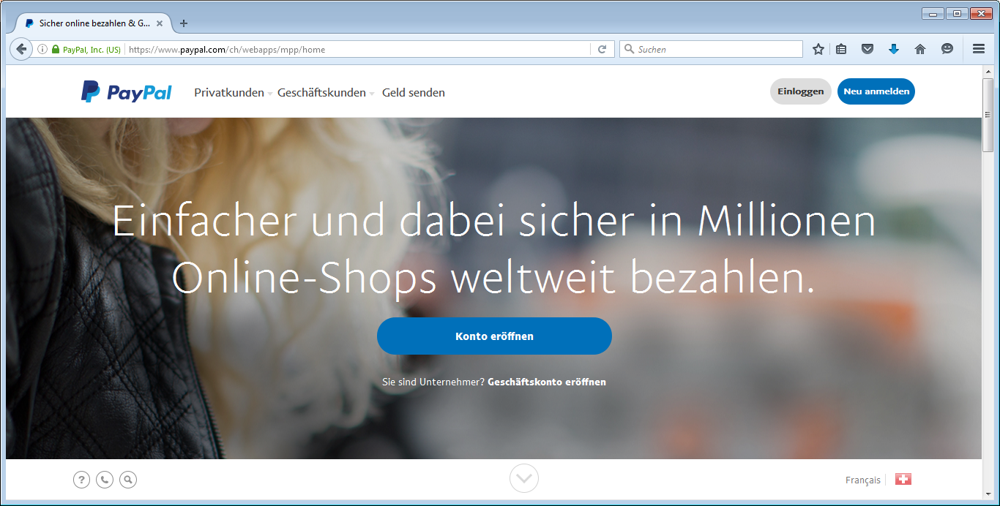 Sicher online bezahlen & G...
PayPal, Inc. (US)
https://www.paypal.com/ch/webapps/mpp/home
Suchen
PayPal
Privatkunden
Geschäftskunden
Geld senden
Einloggen
Neu anmelden
Einfacher und dabei sicher in Millionen
Online-Shops weltweit bezahlen.
Konto eröffnen
Sie sind Unternehmer? Geschäftskonto eröffnen
Français